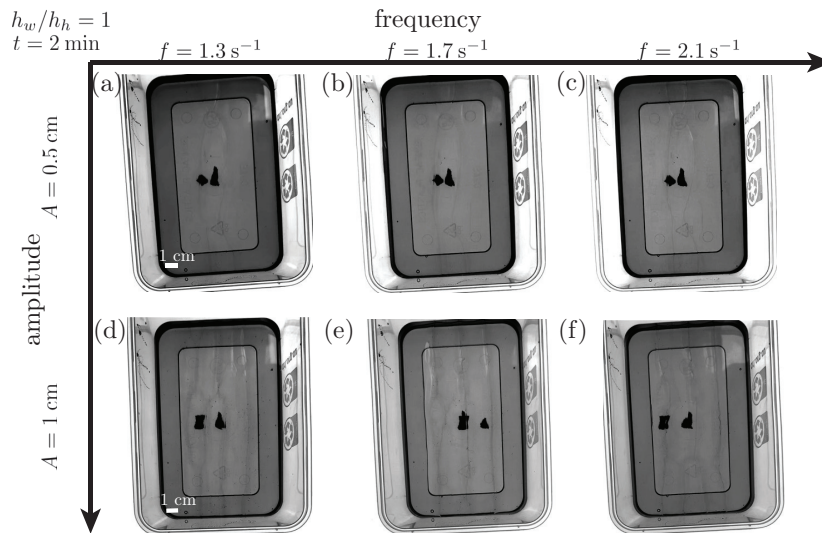 h_w/h_h = 1
t = 2 min
frequency
f = 1.3 s⁻¹
f = 1.7 s⁻¹
f = 2.1 s⁻¹
(a)
(b)
(c)
A = 0.5 cm
1 cm
amplitude
(d)
(e)
(f)
A = 1 cm
1 cm